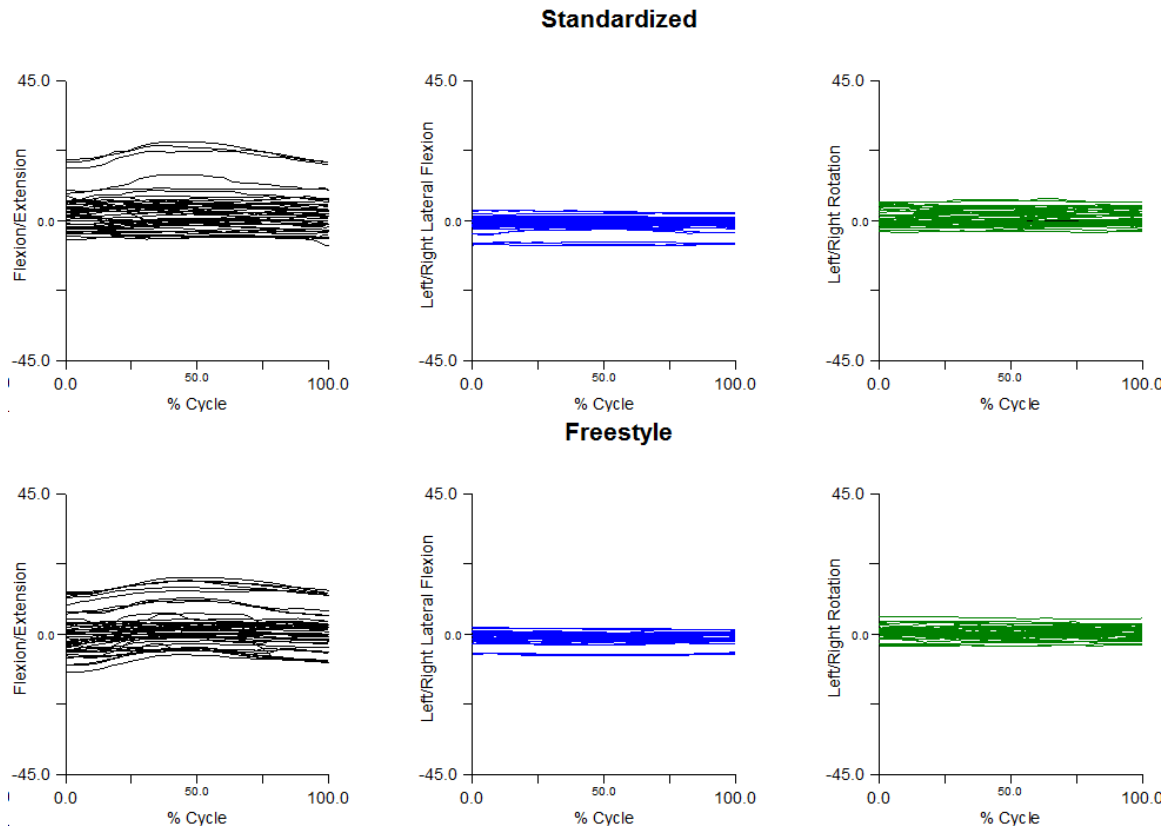 Standardized
45.0 45.0 45.0
Flexion/Extension Left/Right Lateral Flexion Left/Right Rotation
0.0 0.0 0.0
-45.0 -45.0 -45.0
0.0 50.0 100.0 0.0 50.0 100.0 0.0 50.0 100.0
% Cycle % Cycle % Cycle
Freestyle
45.0 45.0 45.0
Flexion/Extension Left/Right Lateral Flexion Left/Right Rotation
0.0 0.0 0.0
-45.0 -45.0 -45.0
0.0 50.0 100.0 0.0 50.0 100.0 0.0 50.0 100.0
% Cycle % Cycle % Cycle